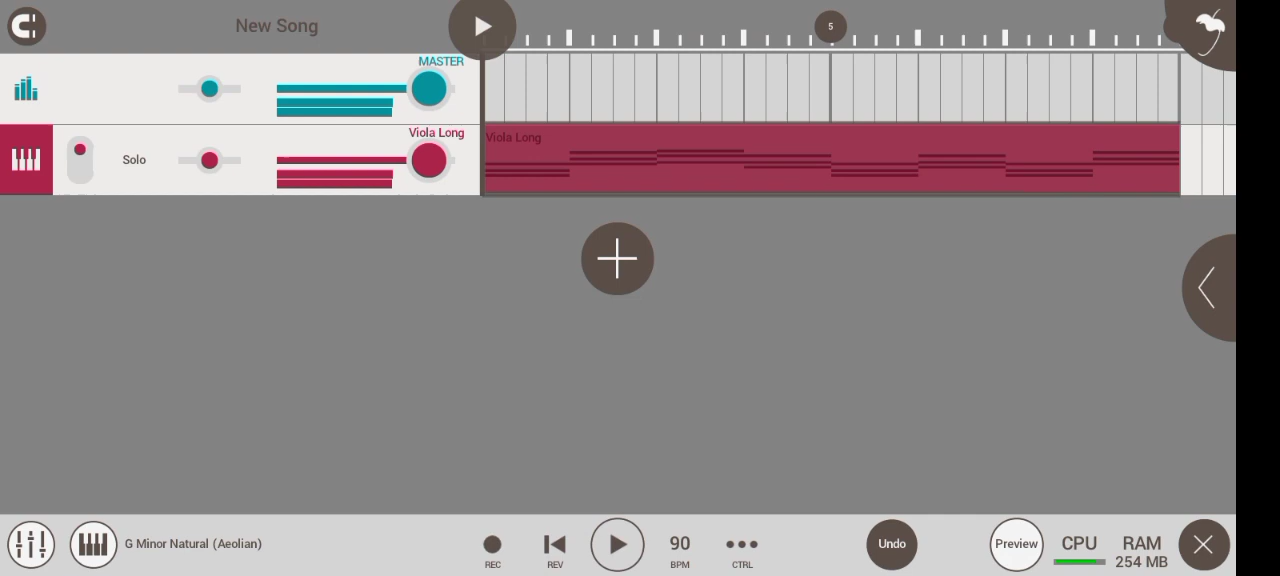 New Song
5
MASTER
Viola Long
Solo
Viola Long
G Minor Natural (Aeolian)
REC
REV
90
BPM
CTRL
Undo
Preview
CPU
RAM
254 MB